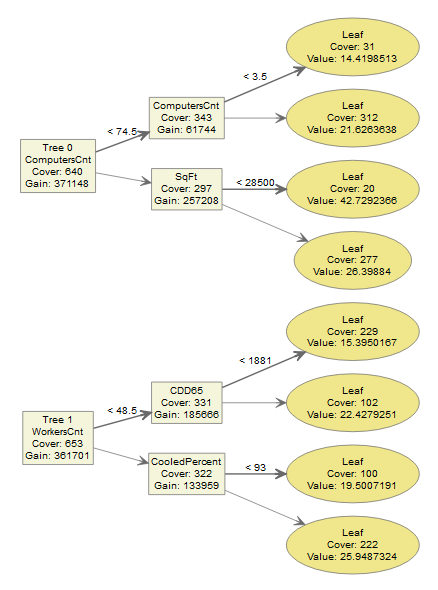 Tree 0
ComputersCnt
Cover: 640
Gain: 371148
< 74.5
ComputersCnt
Cover: 343
Gain: 61744
< 3.5
Leaf
Cover: 31
Value: 14.4198513
Leaf
Cover: 312
Value: 21.6263638
SqFt
Cover: 297
Gain: 257208
< 28500
Leaf
Cover: 20
Value: 42.7292366
Leaf
Cover: 277
Value: 26.39884
Tree 1
WorkersCnt
Cover: 653
Gain: 361701
< 48.5
CDD65
Cover: 331
Gain: 185666
< 1881
Leaf
Cover: 229
Value: 15.3950167
Leaf
Cover: 102
Value: 22.4279251
CooledPercent
Cover: 322
Gain: 133959
< 93
Leaf
Cover: 100
Value: 19.5007191
Leaf
Cover: 222
Value: 25.9487324